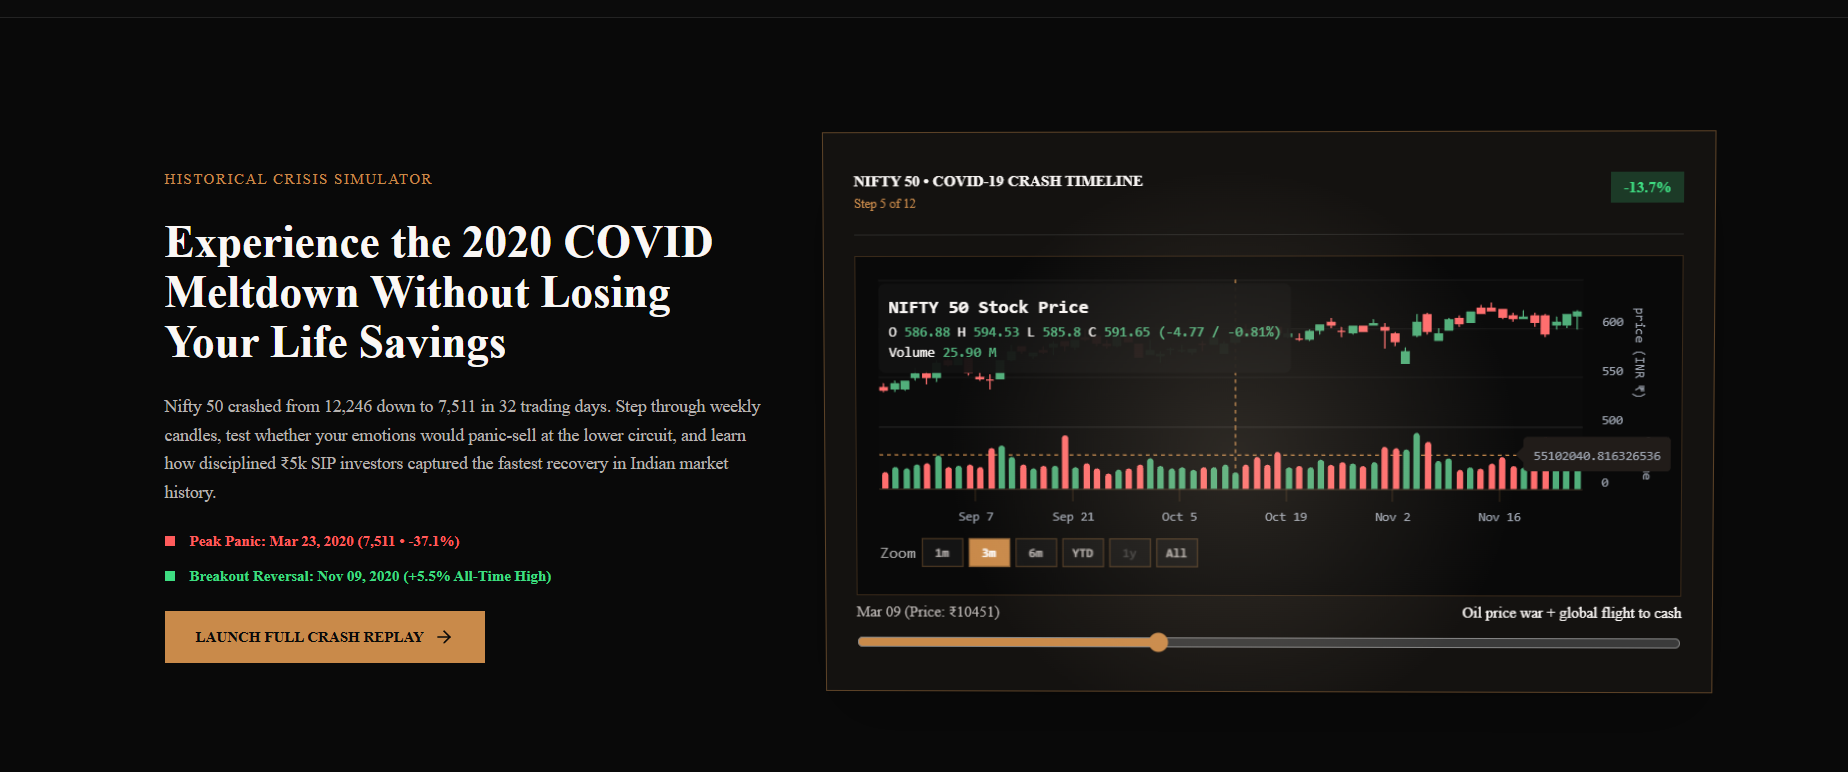 HISTORICAL CRISIS SIMULATOR
Experience the 2020 COVID
Meltdown Without Losing
Your Life Savings
Nifty 50 crashed from 12,246 down to 7,511 in 32 trading days. Step through weekly
candles, test whether your emotions would panic-sell at the lower circuit, and learn
how disciplined ₹5k SIP investors captured the fastest recovery in Indian market
history.
Peak Panic: Mar 23, 2020 (7,511 • -37.1%)
Breakout Reversal: Nov 09, 2020 (+5.5% All-Time High)
LAUNCH FULL CRASH REPLAY →
NIFTY 50 • COVID-19 CRASH TIMELINE
Step 5 of 12
-13.7%
NIFTY 50 Stock Price
O 586.88 H 594.53 L 585.8 C 591.65 (-4.77 / -0.81%)
Volume 25.90 M
600
550
500
price (INR ₹)
55102040.816326536
0
Sep 7
Sep 21
Oct 5
Oct 19
Nov 2
Nov 16
Zoom 1m 3m 6m YTD 1y All
Mar 09 (Price: ₹10451)
Oil price war + global flight to cash